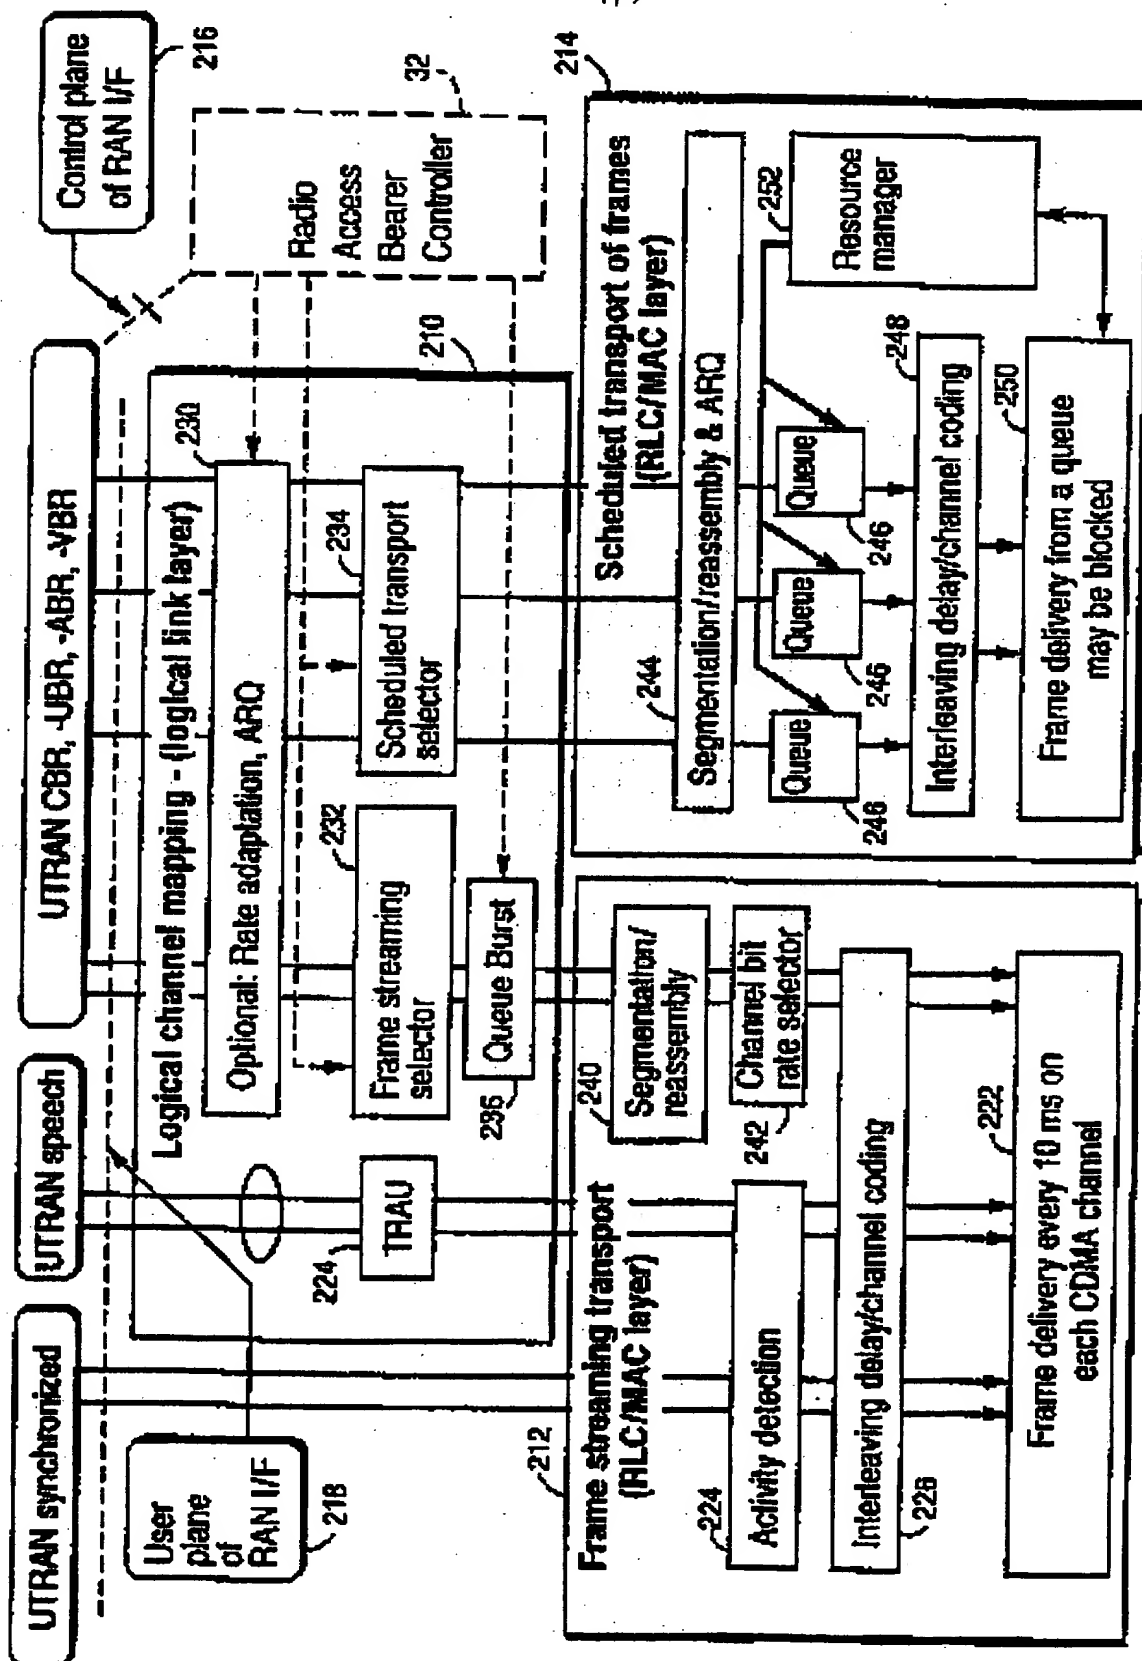 UTRAN synchronized
UTRAN speech
UTRAN CBR, -UBR, -ABR, -VBR
Control plane
of RAN I/F
216
User
plane
of
RAN I/F
218
Logical channel mapping - (logical link layer)
230
Optional: Rate adaptation, ARQ
Radio
Access
Bearer
Controller
32
224
TRAU
232
Frame streaming
selector
234
Scheduled transport
selector
210
236
Queue Burst
212
Frame streaming transport
(RLC/MAC layer)
240
Segmentation/
reassembly
242
Channel bit
rate selector
224
Activity detection
Interleaving delay/channel coding
226
222
Frame delivery every 10 ms on
each CDMA channel
214
Scheduled transport of frames
(RLC/MAC layer)
244
Segmentation/reassembly & ARQ
252
Resource
manager
Queue
Queue
Queue
246
246
246
Interleaving delay/channel coding
248
250
Frame delivery from a queue
may be blocked